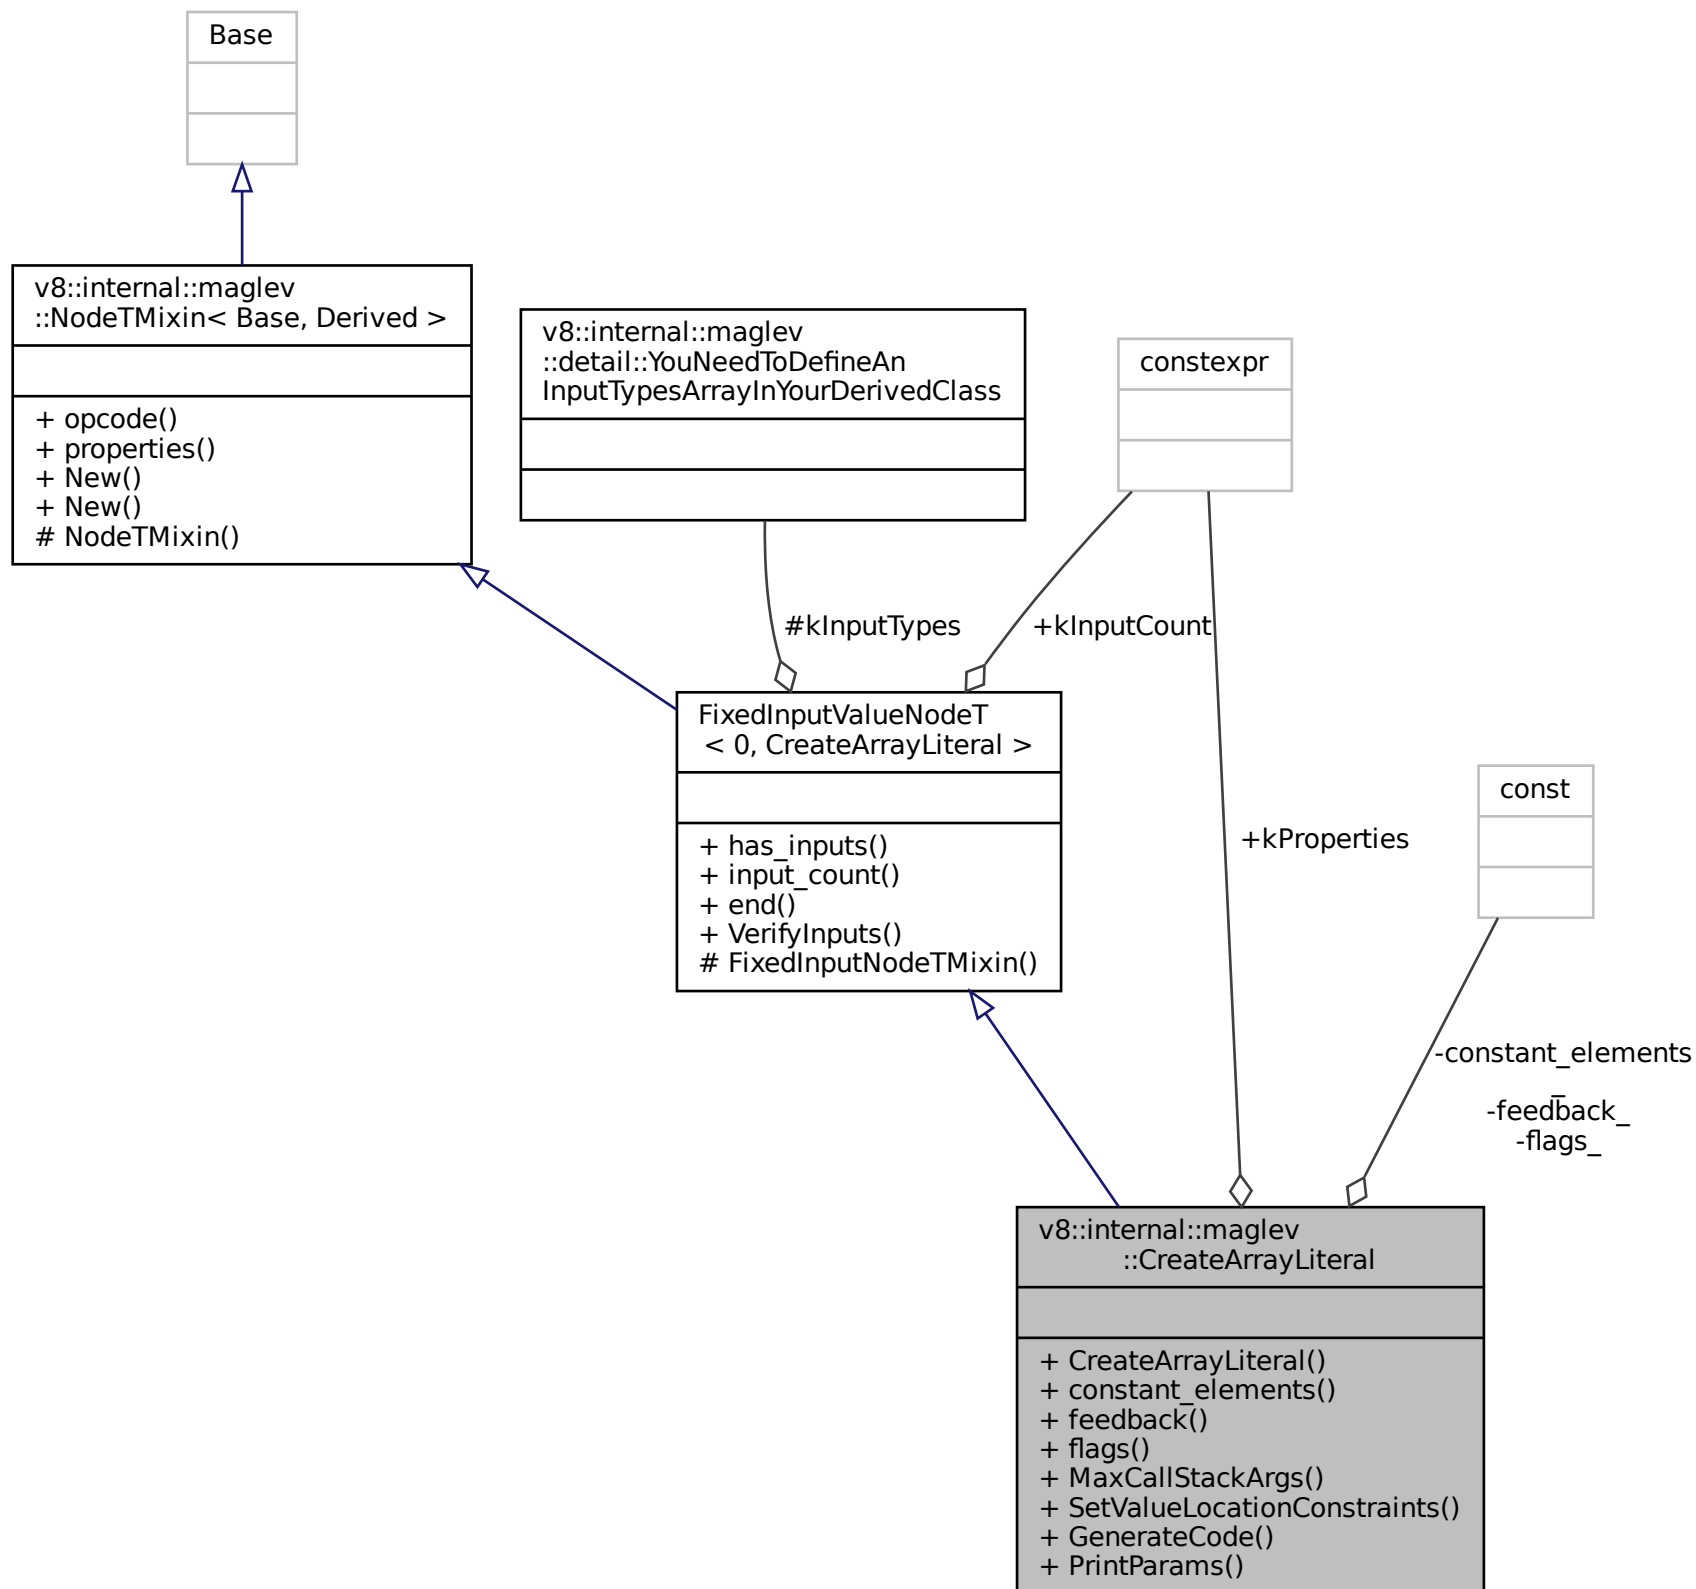 Base
v8::internal::maglev
::NodeTMixin< Base, Derived >
+ opcode()
+ properties()
+ New()
+ New()
# NodeTMixin()
v8::internal::maglev
::detail::YouNeedToDefineAn
InputTypesArrayInYourDerivedClass
constexpr
#kInputTypes
+kInputCount
FixedInputValueNodeT
< 0, CreateArrayLiteral >
+ has_inputs()
+ input_count()
+ end()
+ VerifyInputs()
# FixedInputNodeTMixin()
+kProperties
const
-constant_elements
_
-feedback_
-flags_
v8::internal::maglev
::CreateArrayLiteral
+ CreateArrayLiteral()
+ constant_elements()
+ feedback()
+ flags()
+ MaxCallStackArgs()
+ SetValueLocationConstraints()
+ GenerateCode()
+ PrintParams()